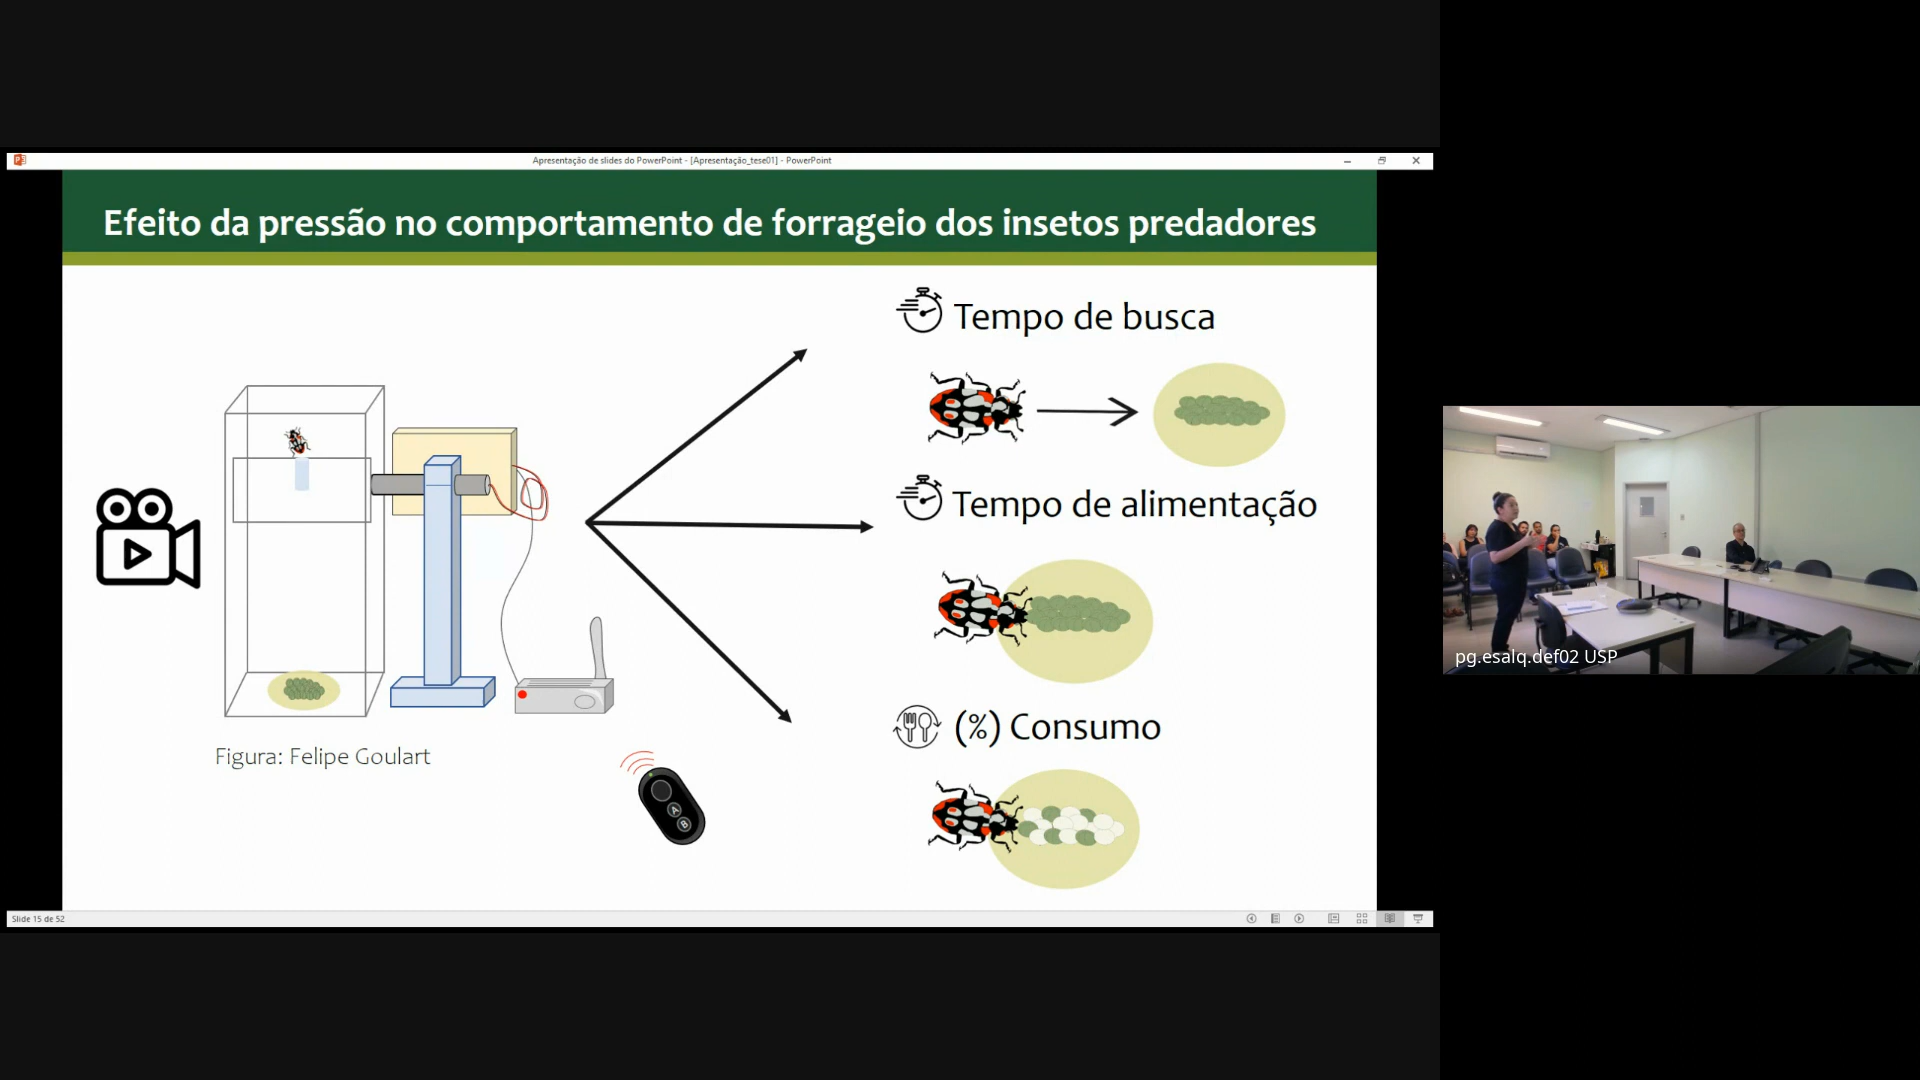 Apresentação de slides do PowerPoint - [Apresentação_tese01] - PowerPoint
Efeito da pressão no comportamento de forrageio dos insetos predadores
Tempo de busca
Tempo de alimentação
(%) Consumo
Figura: Felipe Goulart
A
B
Slide 15 de 52
pg.esalq.def02 USP